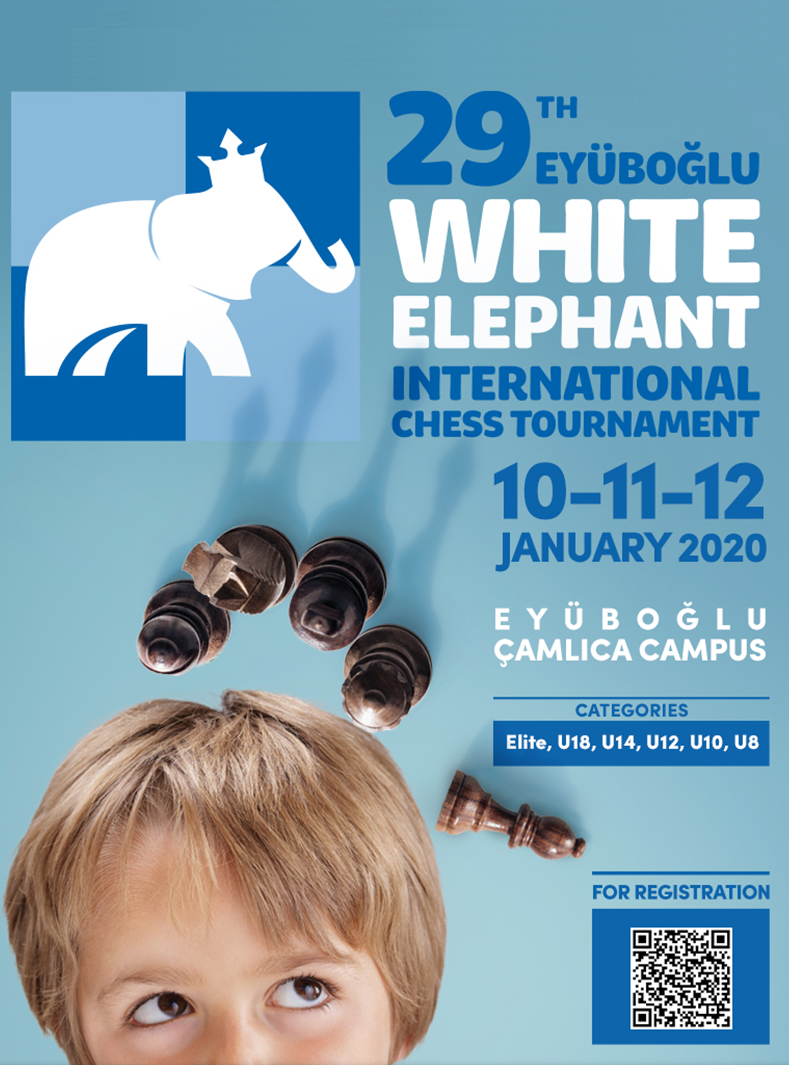 29TH
EYÜBOĞLU
WHITE
ELEPHANT
INTERNATIONAL
CHESS TOURNAMENT
10-11-12
JANUARY 2020
EYÜBOĞLU
ÇAMLICA CAMPUS
CATEGORIES
Elite, U18, U14, U12, U10, U8
FOR REGISTRATION